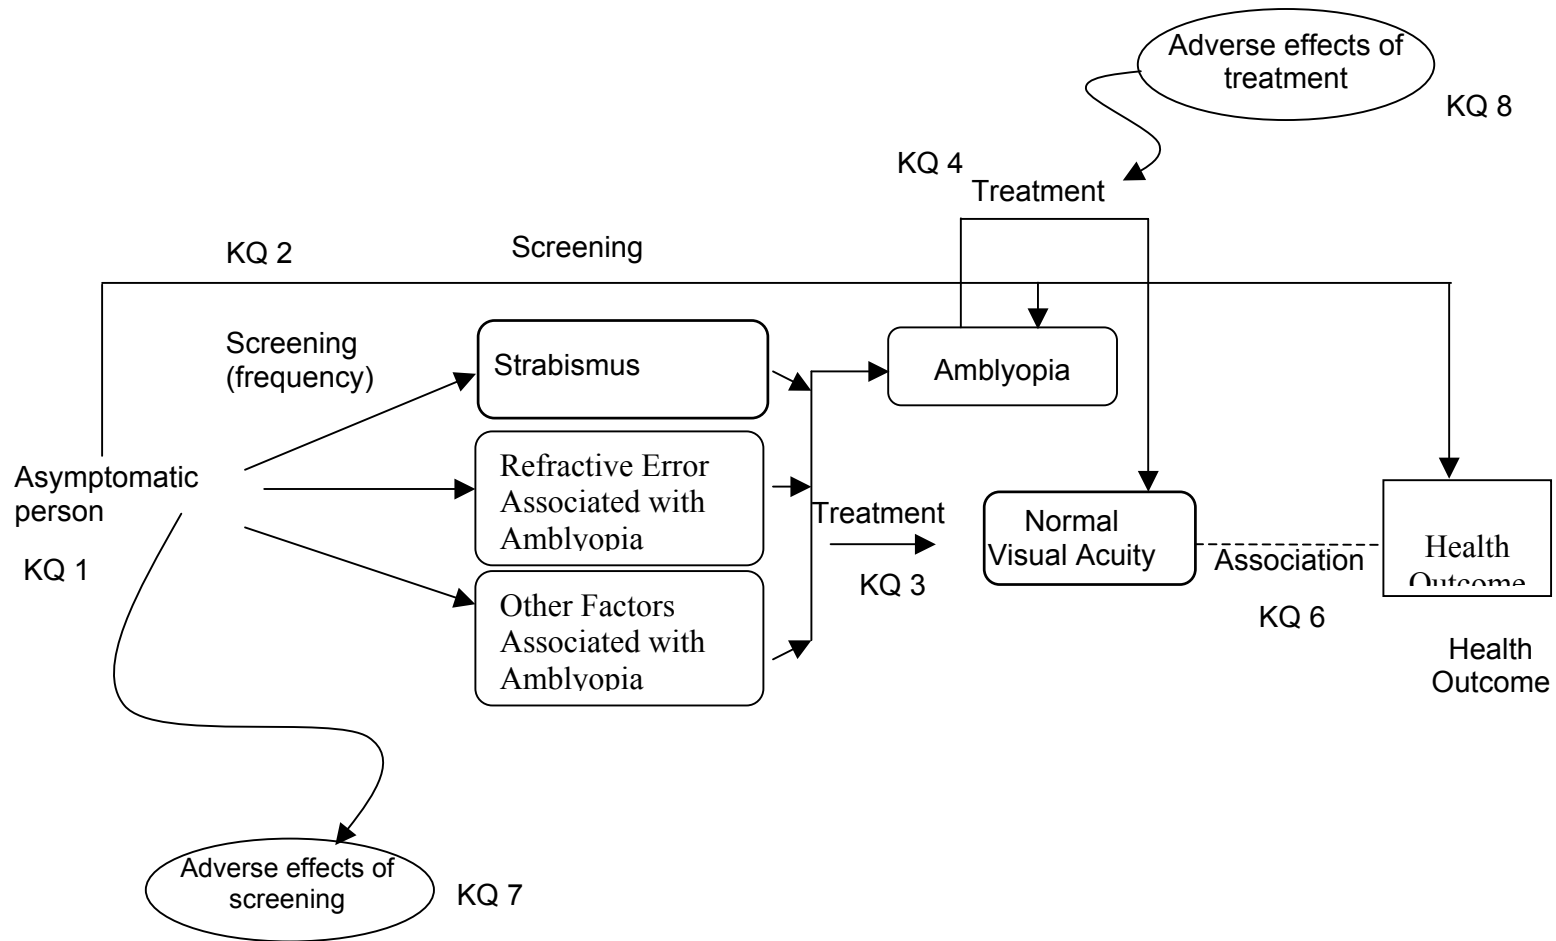 Adverse effects of
treatment
KQ 8
KQ 4
Treatment
KQ 2
Screening
Screening
(frequency)
Strabismus
Amblyopia
Asymptomatic
person
KQ 1
Refractive Error
Associated with
Amblyopia
Treatment
KQ 3
Normal
Visual Acuity
Association
KQ 6
Health
Outcome
Health
Outcome
Other Factors
Associated with
Amblyopia
Adverse effects of
screening
KQ 7